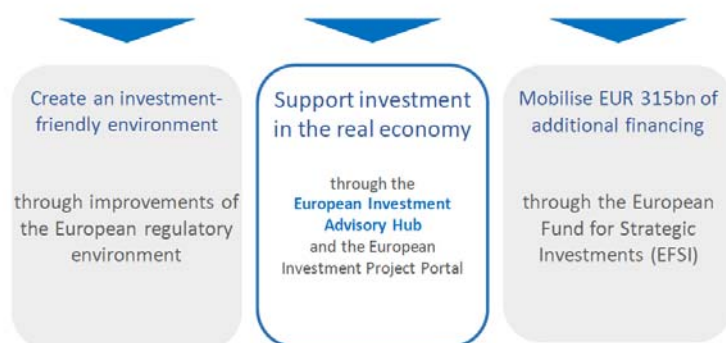 Create an investment-
friendly environment
through improvements of
the European regulatory
environment
Support investment
in the real economy
through the
European Investment
Advisory Hub
and the European
Investment Project Portal
Mobilise EUR 315bn of
additional financing
through the European
Fund for Strategic
Investments (EFSI)